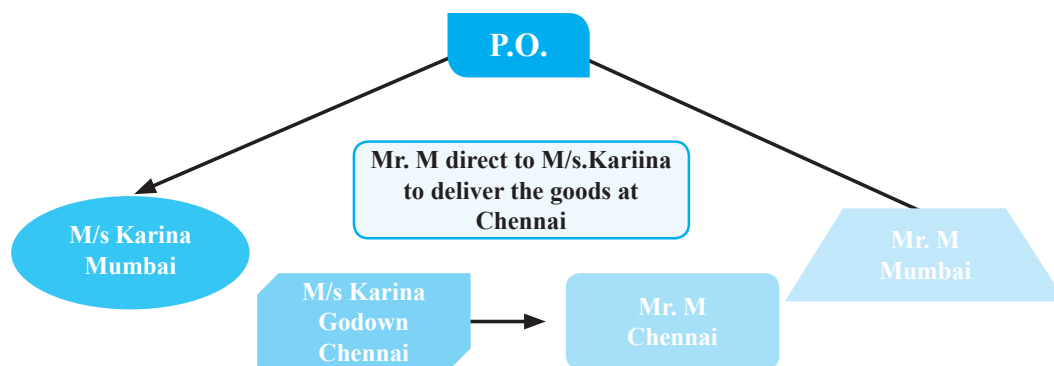 P.O.
Mr. M direct to M/s.Kariina
to deliver the goods at
Chennai
M/s Karina
Mumbai
Mr. M
Mumbai
M/s Karina
Godown
Chennai
Mr. M
Chennai